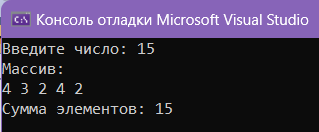 Консоль отладки Microsoft Visual Studio
Введите число: 15
Массив:
4 3 2 4 2
Сумма элементов: 15